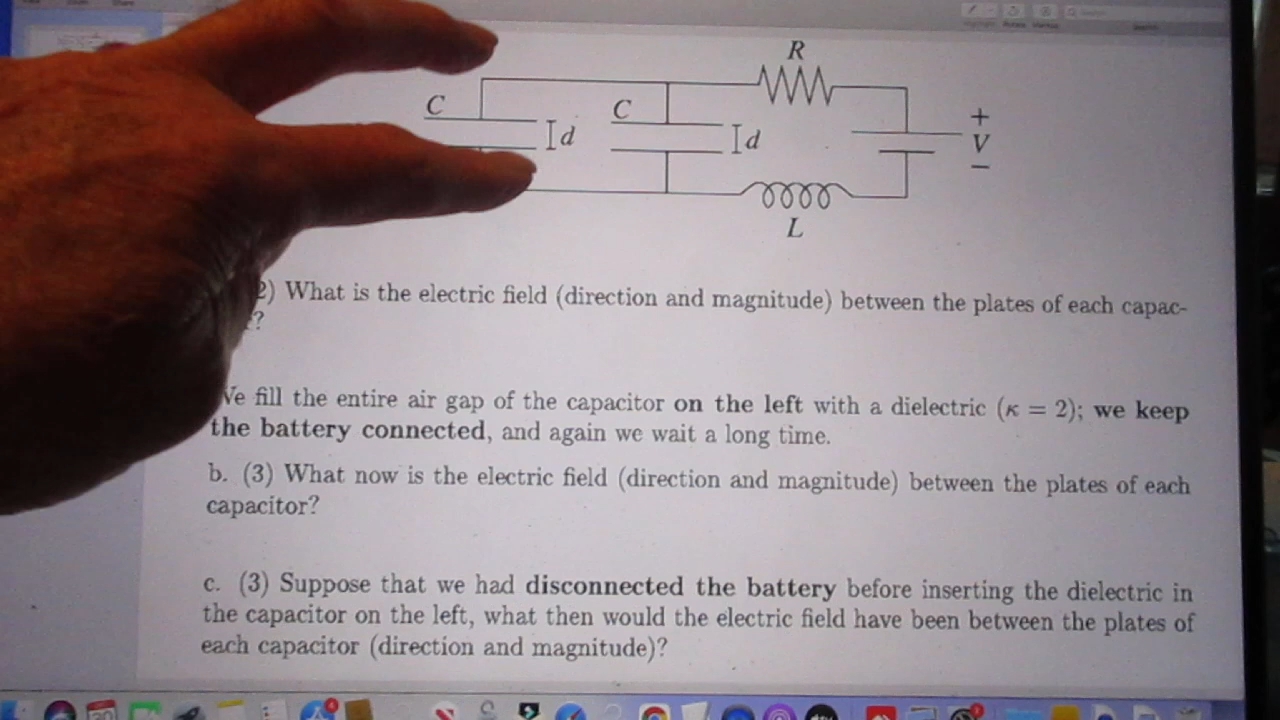 R
C
C
d
d
+
V
−
L
2) What is the electric field (direction and magnitude) between the plates of each capac-
?
We fill the entire air gap of the capacitor on the left with a dielectric (κ = 2); we keep
the battery connected, and again we wait a long time.
b. (3) What now is the electric field (direction and magnitude) between the plates of each
capacitor?
c. (3) Suppose that we had disconnected the battery before inserting the dielectric in
the capacitor on the left, what then would the electric field have been between the plates of
each capacitor (direction and magnitude)?